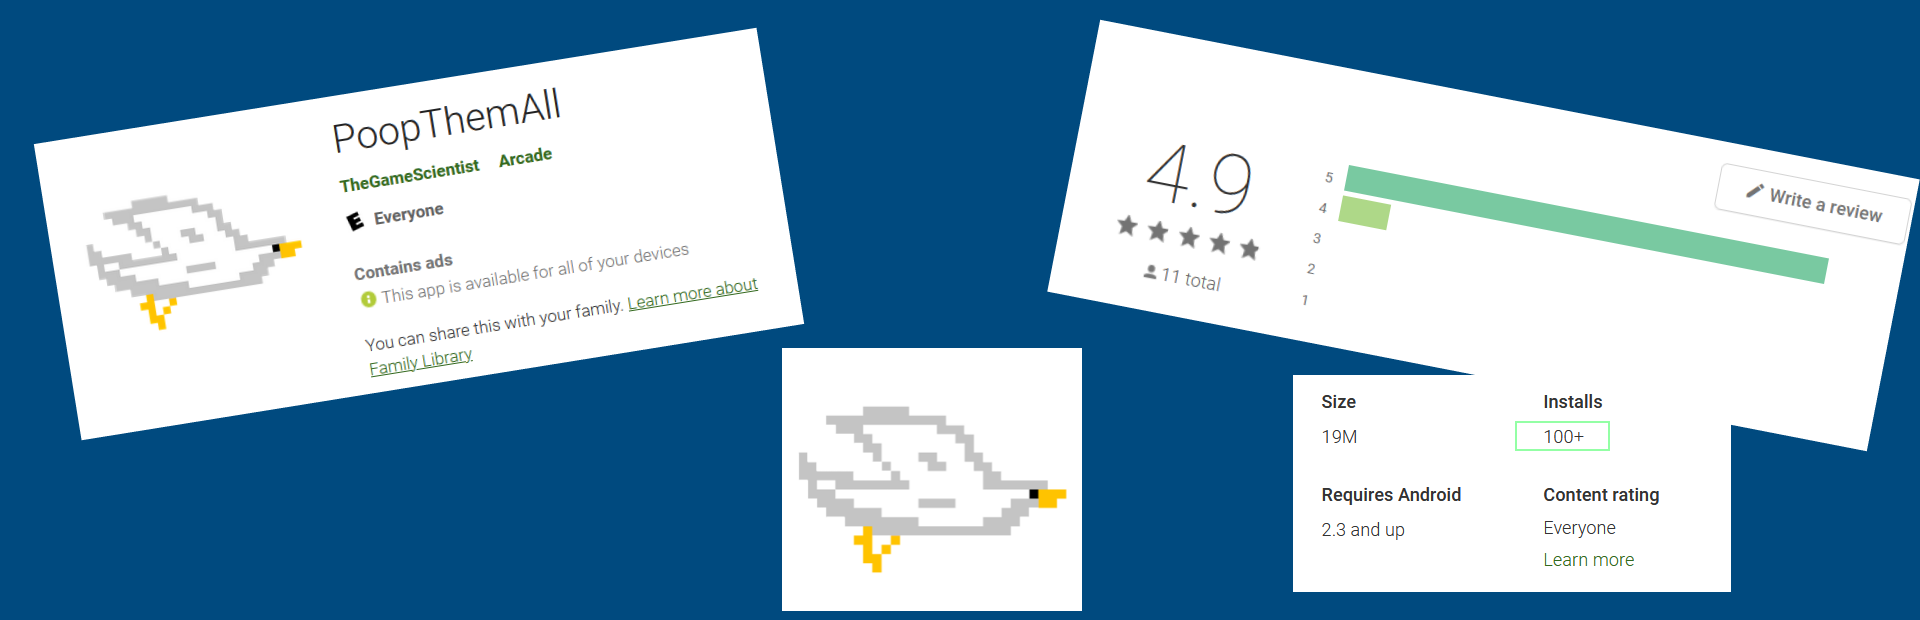 PoopThemAll
TheGameScientist Arcade
E Everyone
Contains ads
This app is available for all of your devices
You can share this with your family. Learn more about
Family Library
4.9
11 total
5
4
3
2
1
Write a review
Size
19M
Installs
100+
Requires Android
2.3 and up
Content rating
Everyone
Learn more